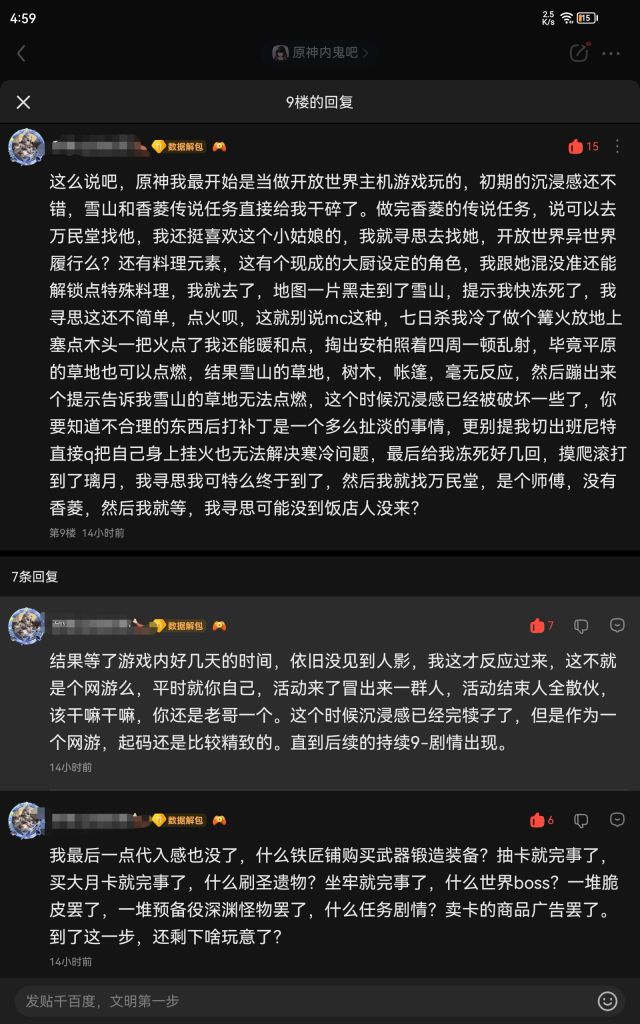 4:59
2.5
K/s
15
原神内鬼吧
9楼的回复
11 数据解包
15
这么说吧，原神我最开始是当做开放世界主机游戏玩的，初期的沉浸感还不
错，雪山和香菱传说任务直接给我干碎了。做完香菱的传说任务，说可以去
万民堂找他，我还挺喜欢这个小姑娘的，我就寻思去找她，开放世界异世界
履行么？还有料理元素，这有个现成的大厨设定的角色，我跟她混没准还能
解锁点特殊料理，我就去了，地图一片黑走到了雪山，提示我快冻死了，我
寻思这还不简单，点火呗，这就别说mc这种，七日杀我冷了做个篝火放地上
塞点木头一把火点了我还能暖和点，掏出安柏照着四周一顿乱射，毕竟平原
的草地也可以点燃，结果雪山的草地，树木，帐篷，毫无反应，然后蹦出来
个提示告诉我雪山的草地无法点燃，这个时候沉浸感已经被破坏一些了，你
要知道不合理的东西后打补丁是一个多么扯淡的事情，更别提我切出班尼特
直接q把自己身上挂火也无法解决寒冷问题，最后给我冻死好几回，摸爬滚打
到了璃月，我寻思我可特么终于到了，然后我就找万民堂，是个师傅，没有
香菱，然后我就等，我寻思可能没到饭店人没来？
第9楼 14小时前
7条回复
11 数据解包
7
结果等了游戏内好几天的时间，依旧没见到人影，我这才反应过来，这不就
是个网游么，平时就你自己，活动来了冒出来一群人，活动结束人全散伙，
该干嘛干嘛，你还是老哥一个。这个时候沉浸感已经完犊子了，但是作为一
个网游，起码还是比较精致的。直到后续的持续9-剧情出现。
14小时前
11 数据解包
6
我最后一点代入感也没了，什么铁匠铺购买武器锻造装备？抽卡就完事了，
买大月卡就完事了，什么刷圣遗物？坐牢就完事了，什么世界boss？一堆脆
皮罢了，一堆预备役深渊怪物罢了，什么任务剧情？卖卡的商品广告罢了。
到了这一步，还剩下啥玩意了？
14小时前
发贴千百度，文明第一步